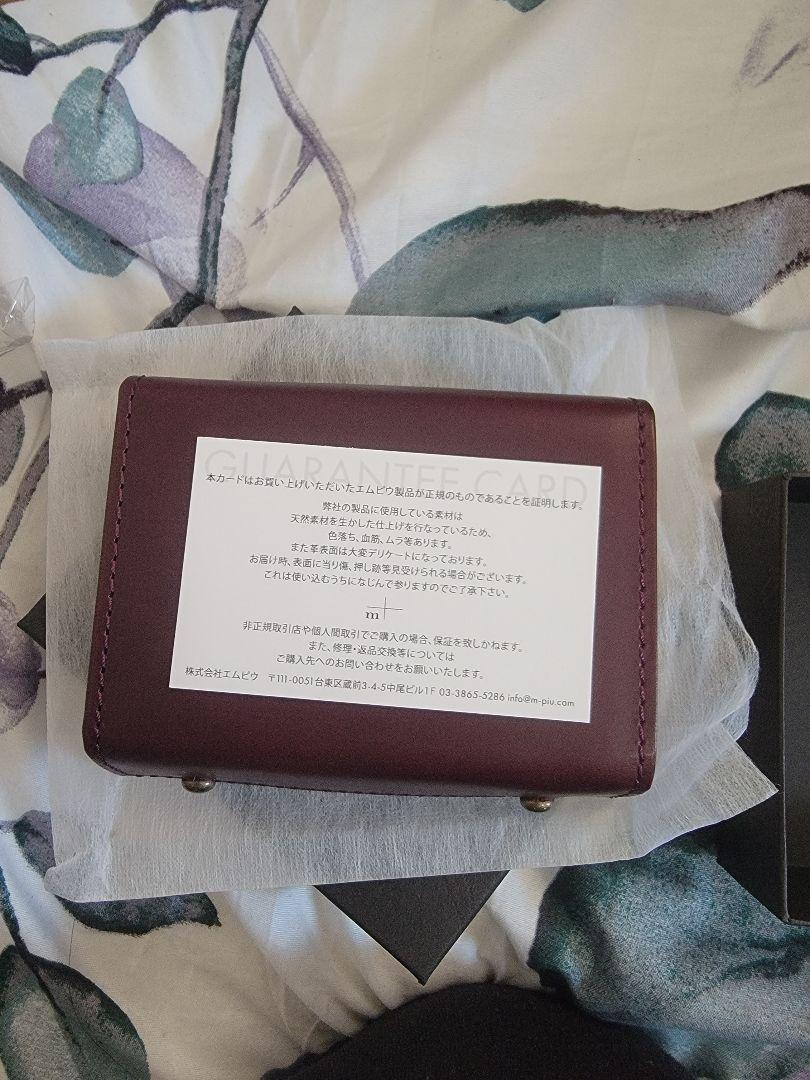 GUARANTEE CARD
本カードはお買い上げいただいたエムピウ製品が正規のものであることを証明します。
弊社の製品に使用している素材は
天然素材を生かした仕上げを行なっているため、
色落ち、血筋、ムラ等あります。
また革表面は大変デリケートになっております。
お届け時、表面に当り傷、押し跡等見受けられる場合がございます。
これは使い込むうちになじんで参りますのでご了承下さい。
m+
非正規取引店や個人間取引でご購入の場合、保証を致しかねます。
また、修理・返品交換等については
ご購入先へのお問い合わせをお願いいたします。
株式会社エムピウ 〒111-0051台東区蔵前3-4-5中尾ビル1F 03-3865-5286 info@m-piu.com